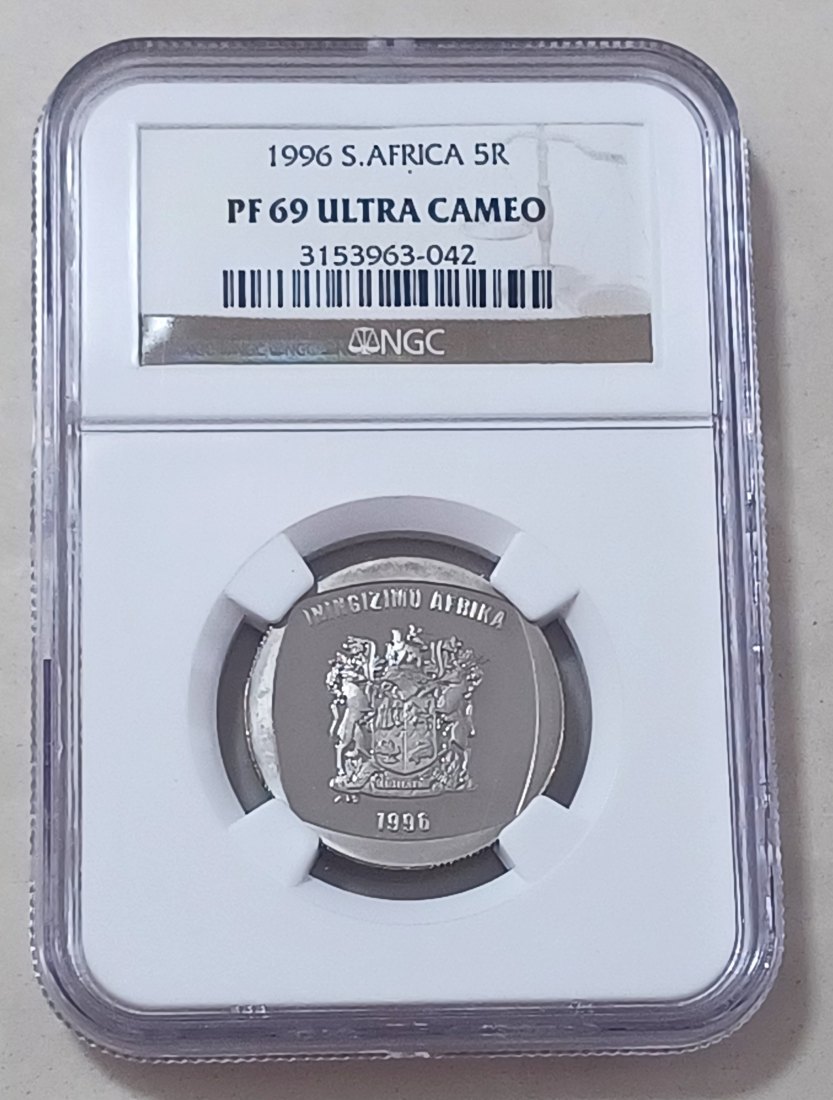 1996 S.AFRICA 5R
PF 69 ULTRA CAMEO
3153963-042
NGC
ININGIZIMU AFRIKA
1996